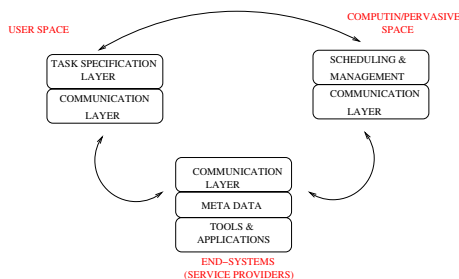 USER SPACE
COMPUTIN/PERVASIVE
SPACE
TASK SPECIFICATION
LAYER
COMMUNICATION
LAYER
SCHEDULING &
MANAGEMENT
COMMUNICATION
LAYER
COMMUNICATION
LAYER
META DATA
TOOLS &
APPLICATIONS
END-SYSTEMS
(SERVICE PROVIDERS)